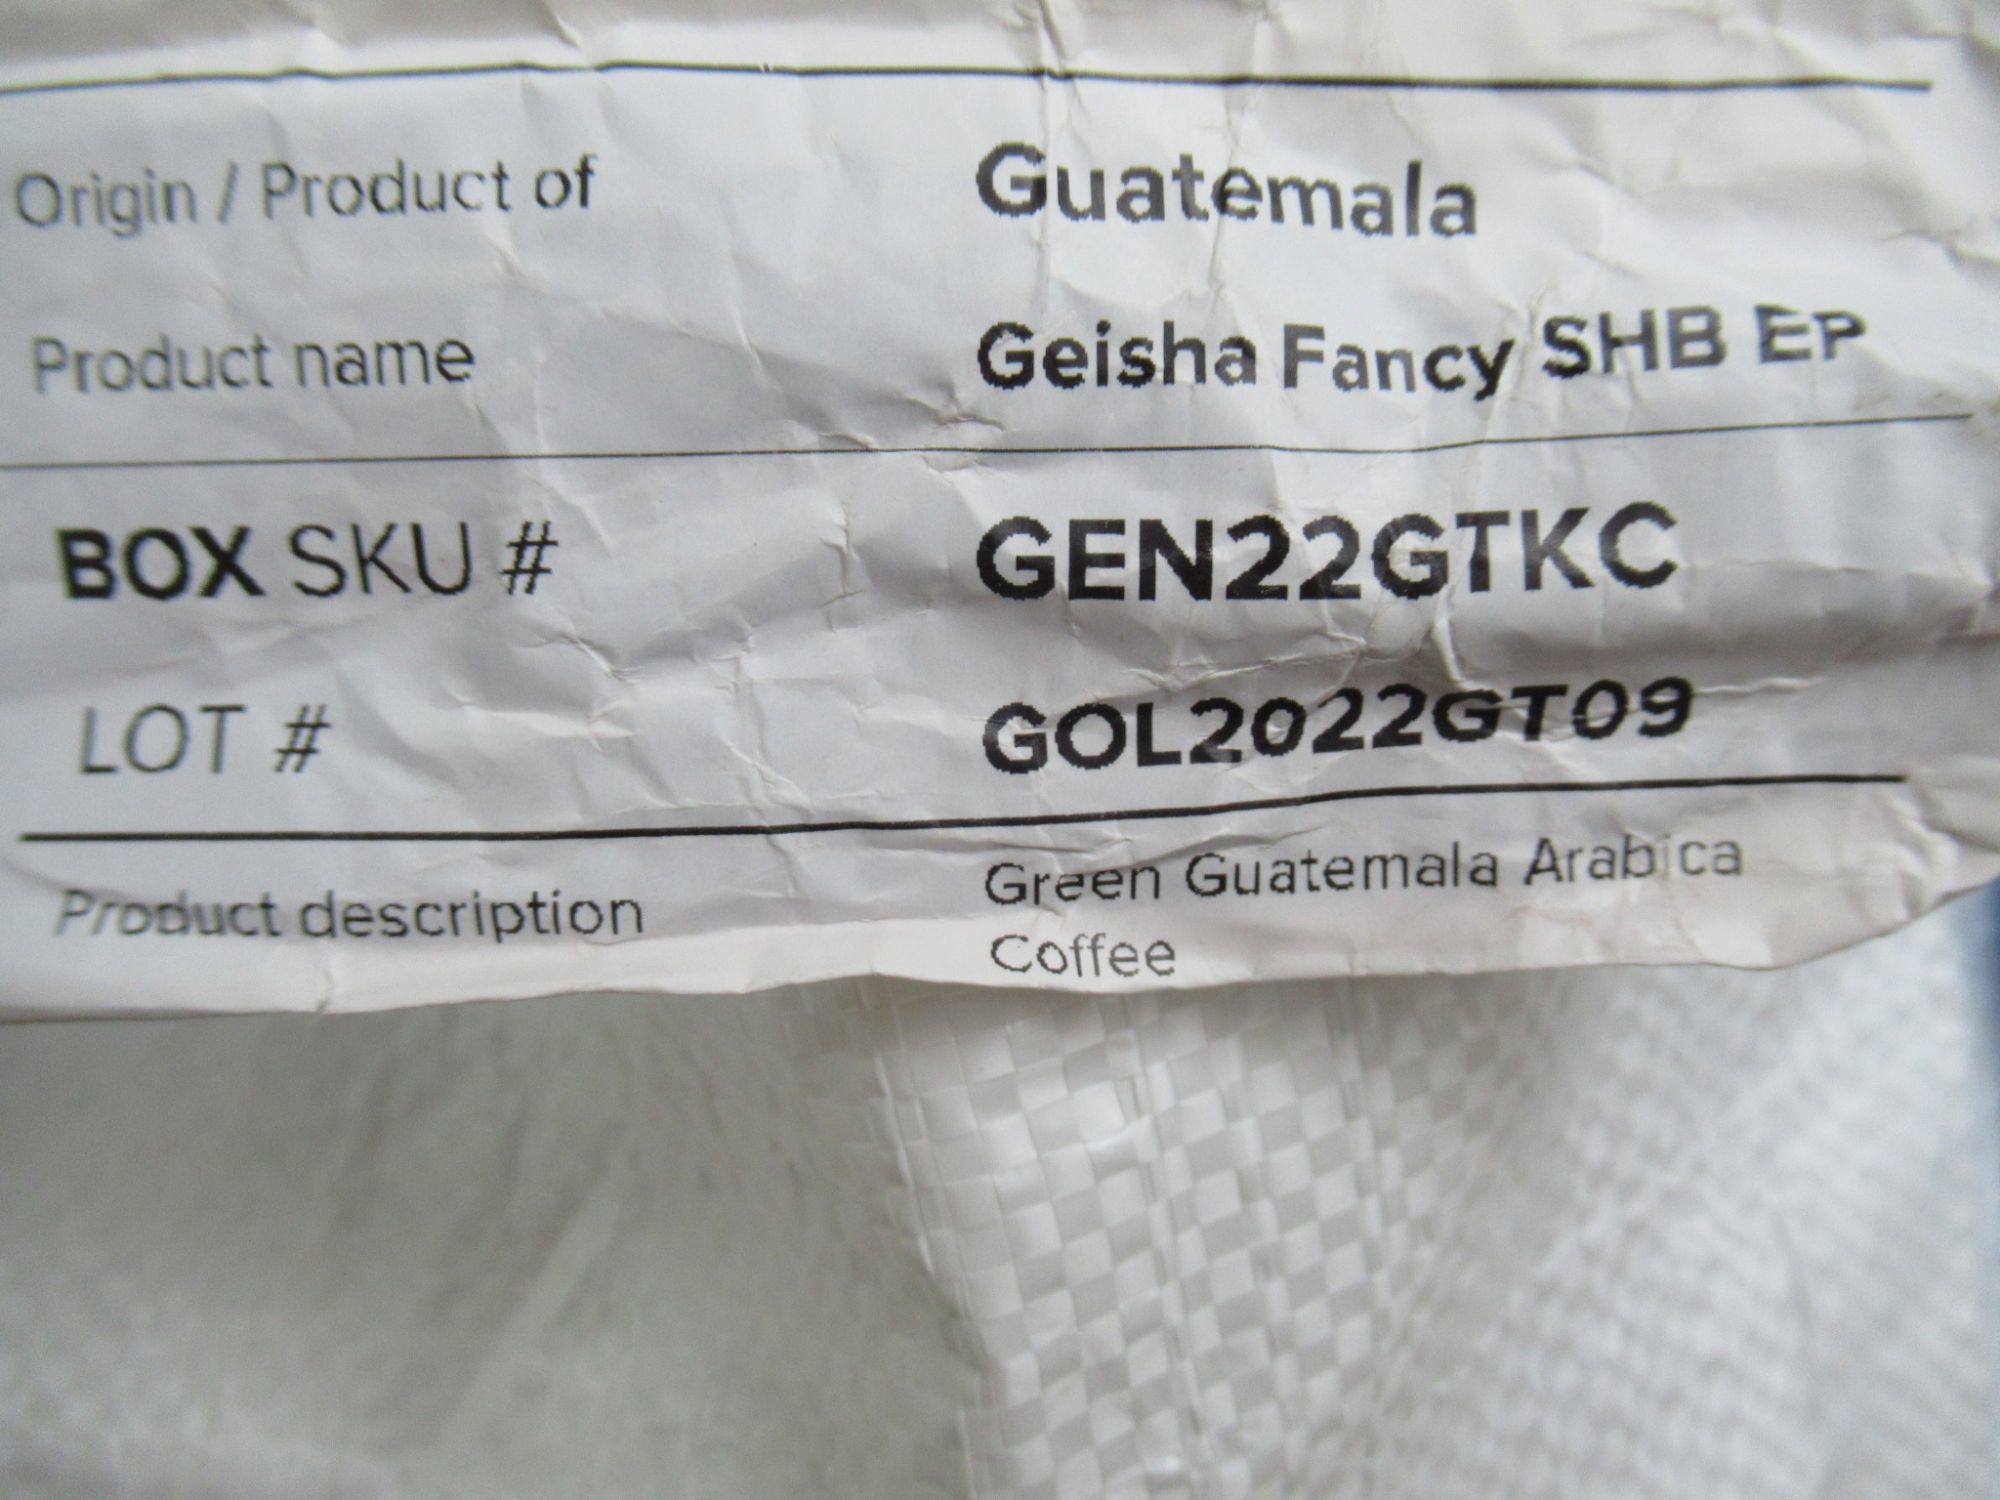 Origin / Product of Guatemala
Product name Geisha Fancy SHB EP
BOX SKU # GEN22GTKC
LOT # GOL2022GT09
Product description Green Guatemala Arabica
Coffee